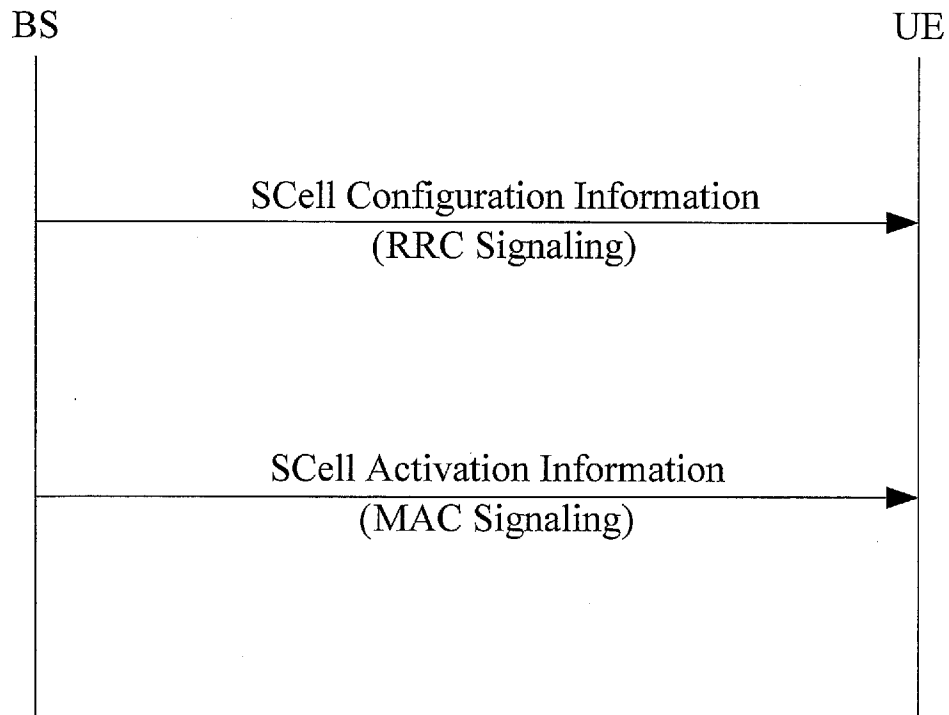 BS
UE
SCell Configuration Information
(RRC Signaling)
SCell Activation Information
(MAC Signaling)